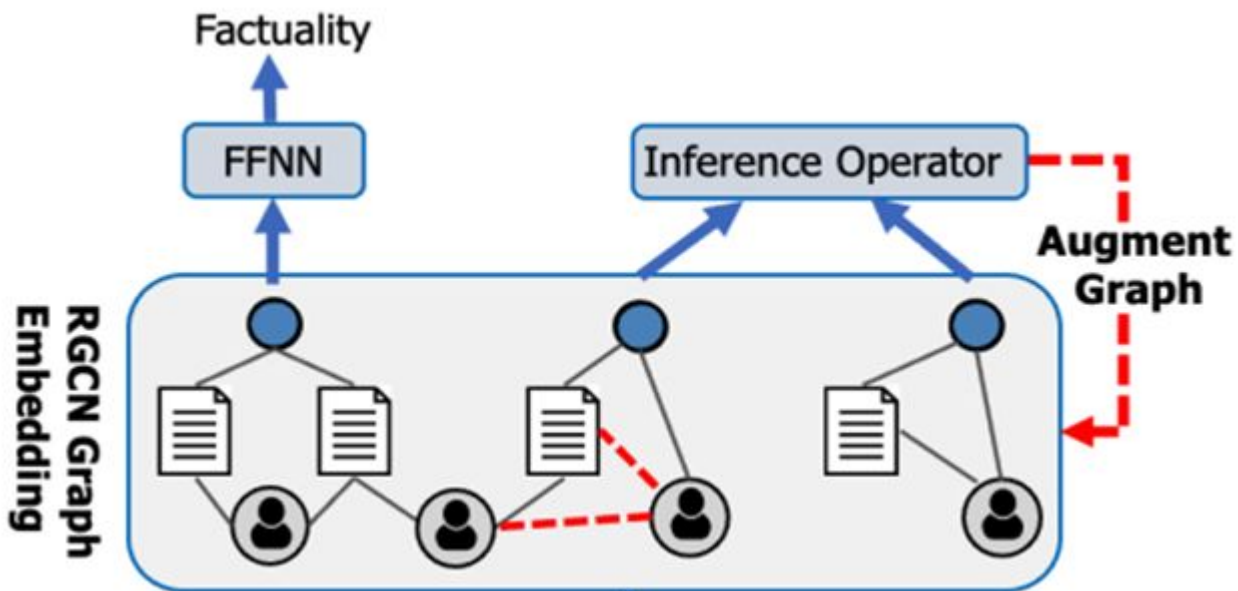 Factuality
FFNN
Inference Operator
Augment
Graph
RGCN Graph
Embedding